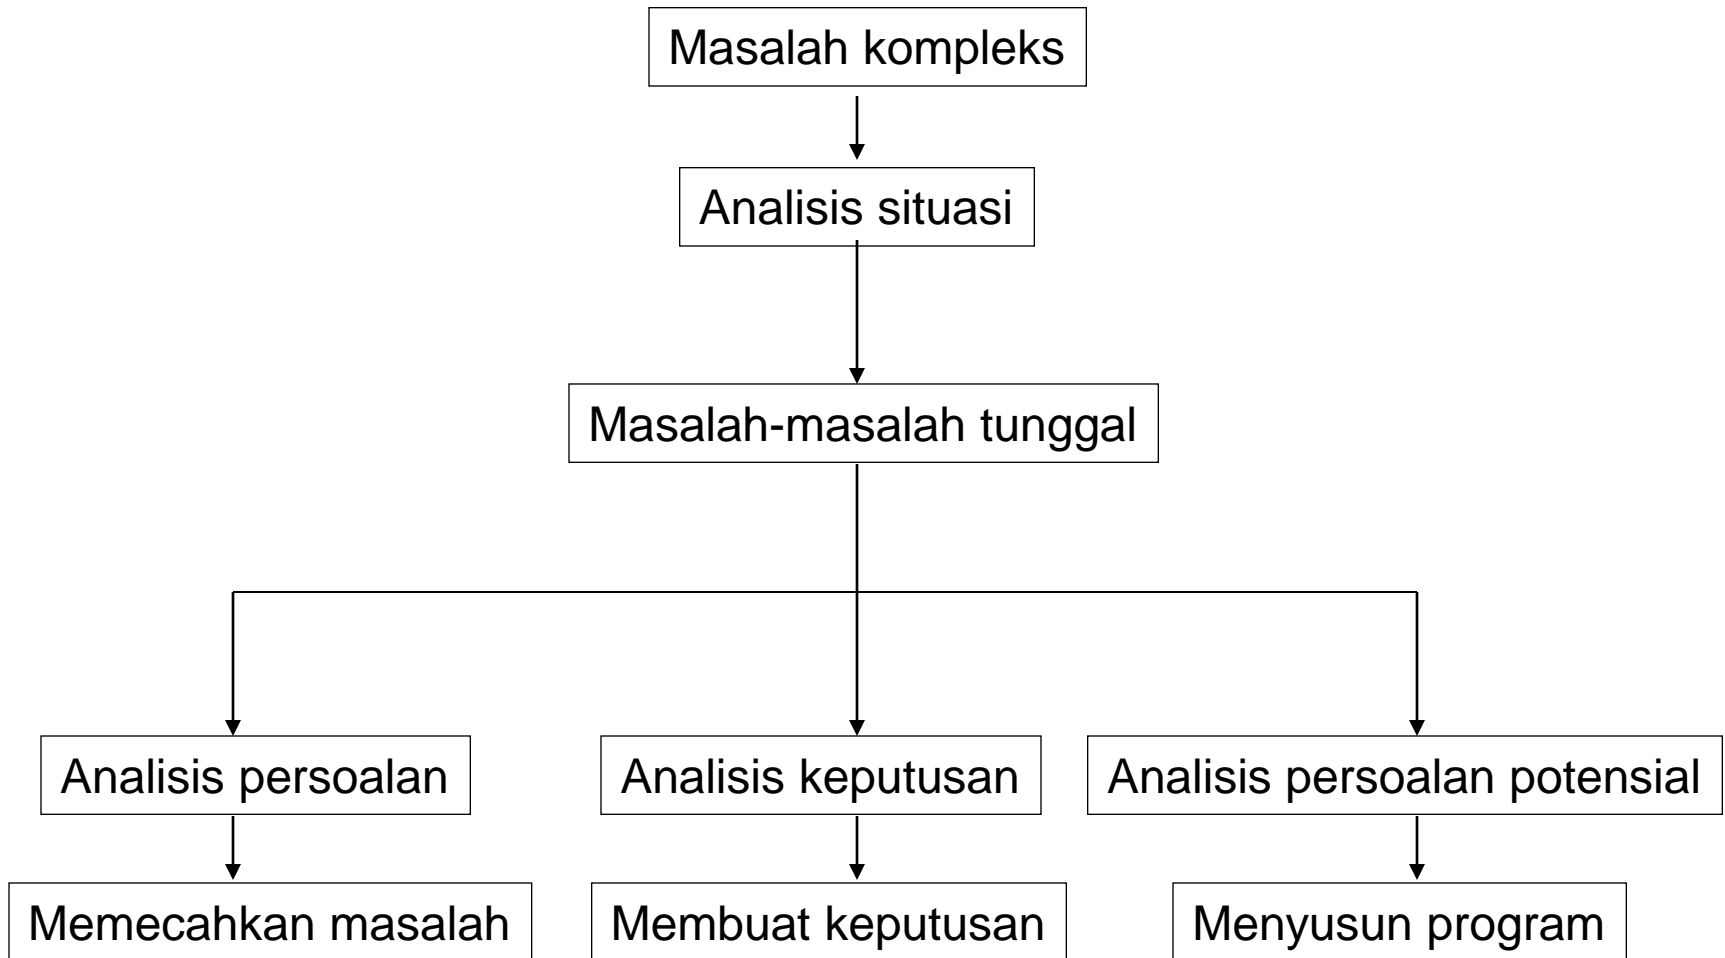 Masalah kompleks
Analisis situasi
Masalah-masalah tunggal
Analisis persoalan
Analisis keputusan
Analisis persoalan potensial
Memecahkan masalah
Membuat keputusan
Menyusun program